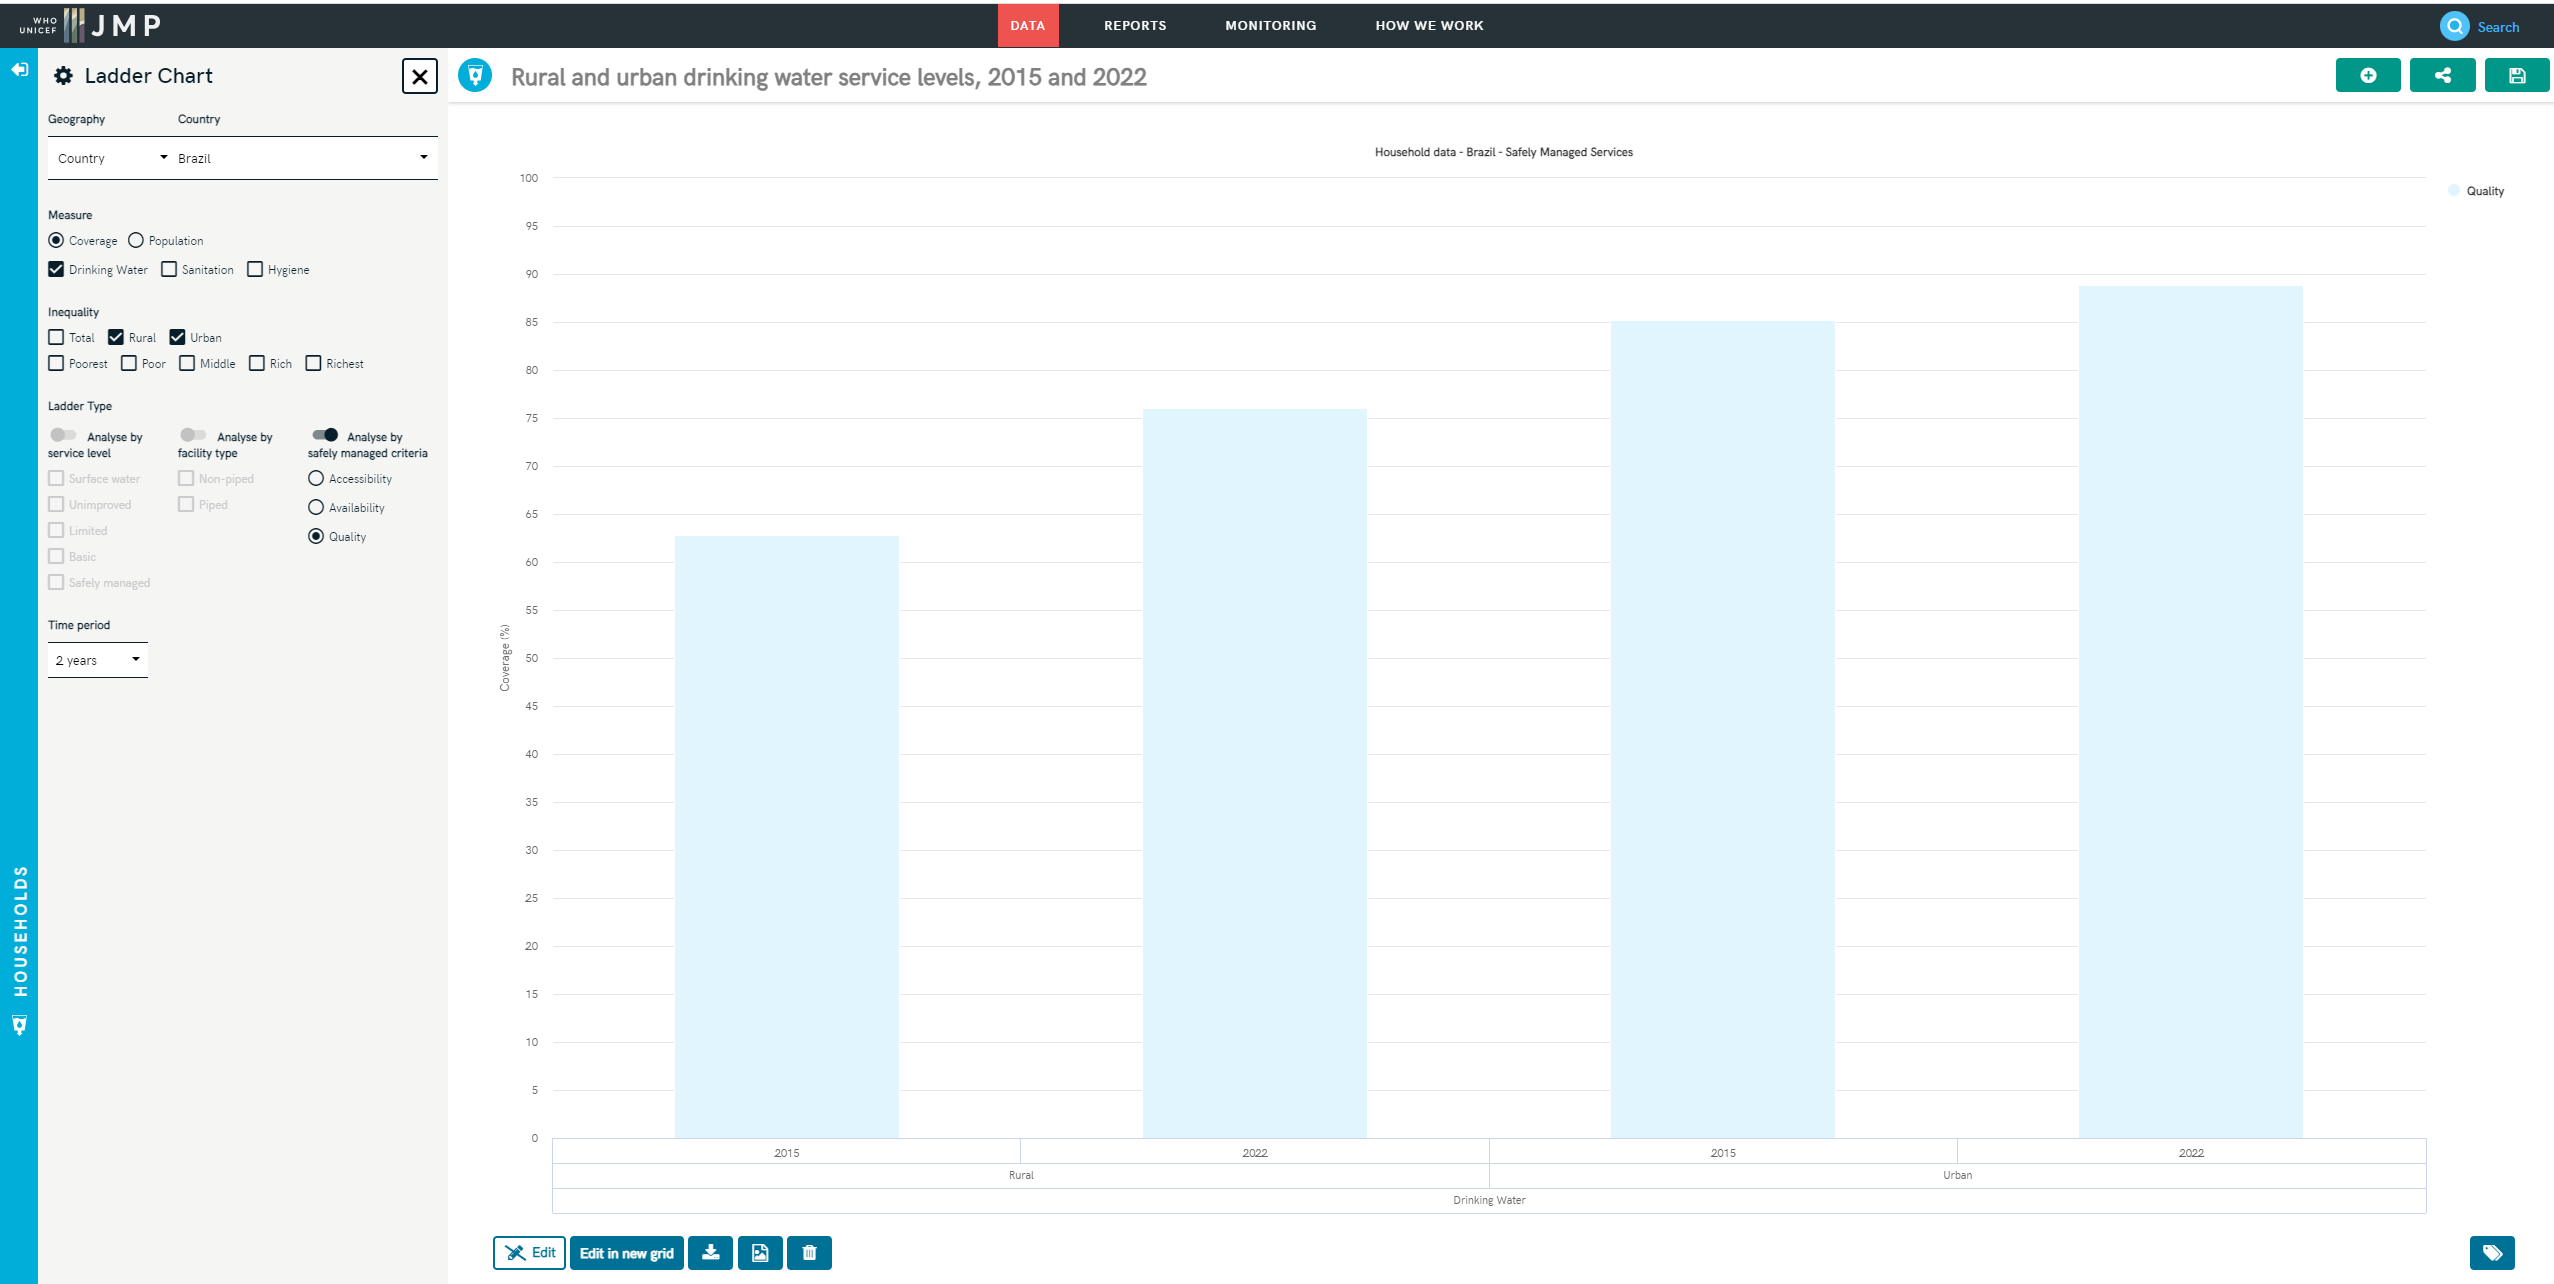 WHO
UNICEF
JMP
DATA
REPORTS
MONITORING
HOW WE WORK
Search
Ladder Chart
Rural and urban drinking water service levels, 2015 and 2022
Geography
Country
Country
Brazil
Measure
Coverage
Population
Drinking Water
Sanitation
Hygiene
Inequality
Total
Rural
Urban
Poorest
Poor
Middle
Rich
Richest
Ladder Type
Analyse by
service level
Surface water
Unimproved
Limited
Basic
Safely managed
Analyse by
facility type
Non-piped
Piped
Analyse by
safely managed criteria
Accessibility
Availability
Quality
Time period
2 years
HOUSEHOLDS
Household data - Brazil - Safely Managed Services
Quality
Coverage (%)
100
95
90
85
80
75
70
65
60
55
50
45
40
35
30
25
20
15
10
5
0
2015
2022
2015
2022
Rural
Urban
Drinking Water
Edit
Edit in new grid